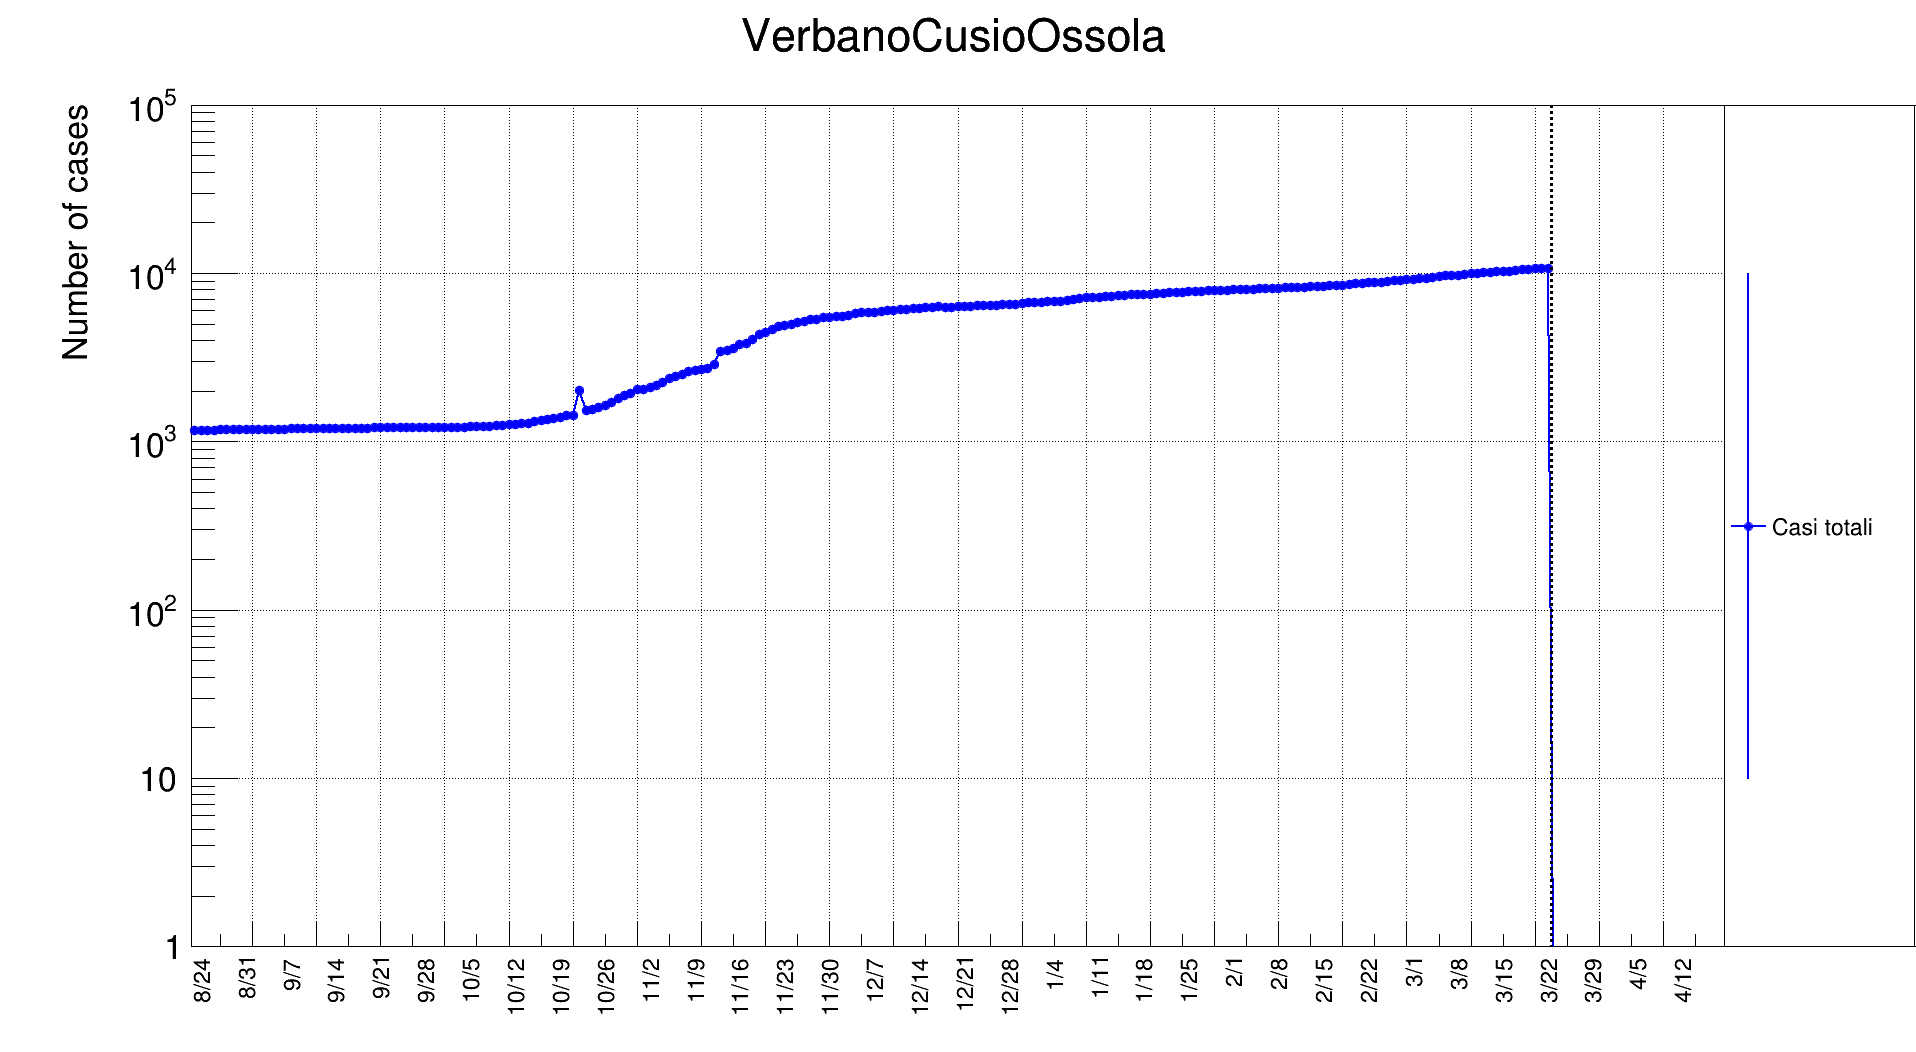 VerbanoCusioOssola
Number of cases
10^5
10^4
10^3
10^2
10
1
8/24 8/31 9/7 9/14 9/21 9/28 10/5 10/12 10/19 10/26 11/2 11/9 11/16 11/23 11/30 12/7 12/14 12/21 12/28 1/4 1/11 1/18 1/25 2/1 2/8 2/15 2/22 3/1 3/8 3/15 3/22 3/29 4/5 4/12
Casi totali